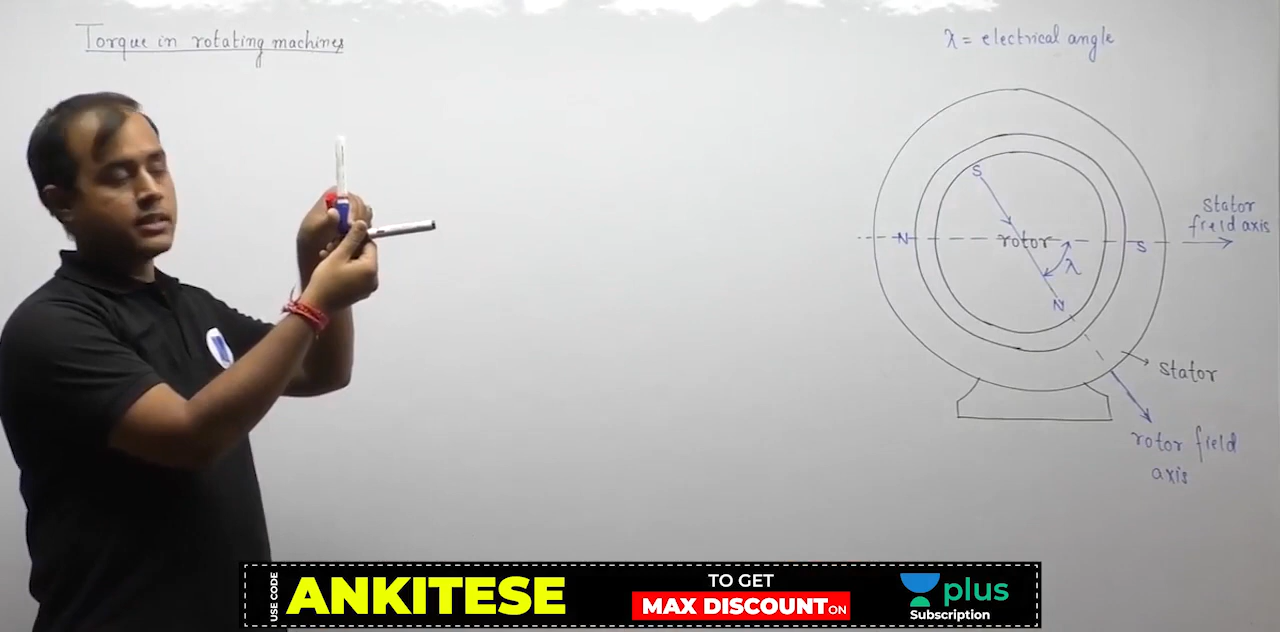 Torque in rotating machines
λ = electrical angle
S
Stator
field axis
N
rotor
S
λ
N
Stator
rotor field
axis
USE CODE
ANKITESE
TO GET
MAX DISCOUNT ON
plus
Subscription